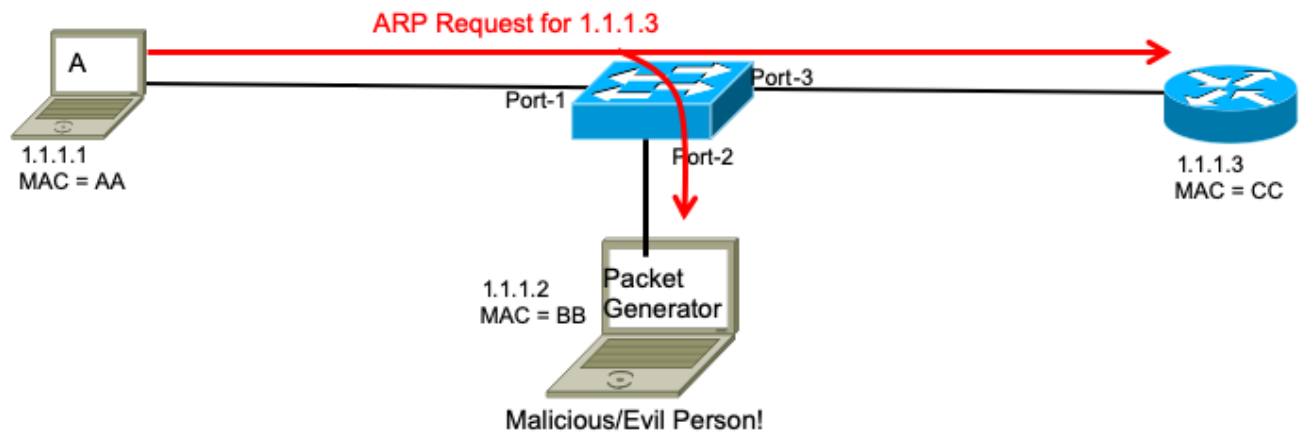 ARP Request for 1.1.1.3
A
Port-1
Port-3
Port-2
1.1.1.1
MAC = AA
1.1.1.3
MAC = CC
1.1.1.2
MAC = BB
Packet
Generator
Malicious/Evil Person!